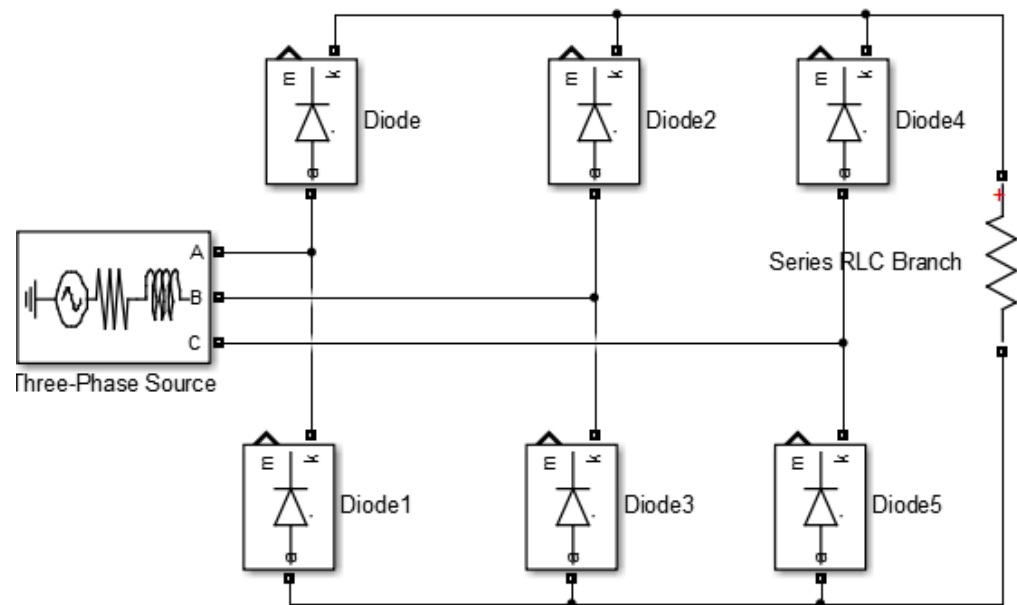 m k
Diode
a
m k
Diode2
a
m k
Diode4
a
A
B
C
Three-Phase Source
+
Series RLC Branch
m k
Diode1
a
m k
Diode3
a
m k
Diode5
a